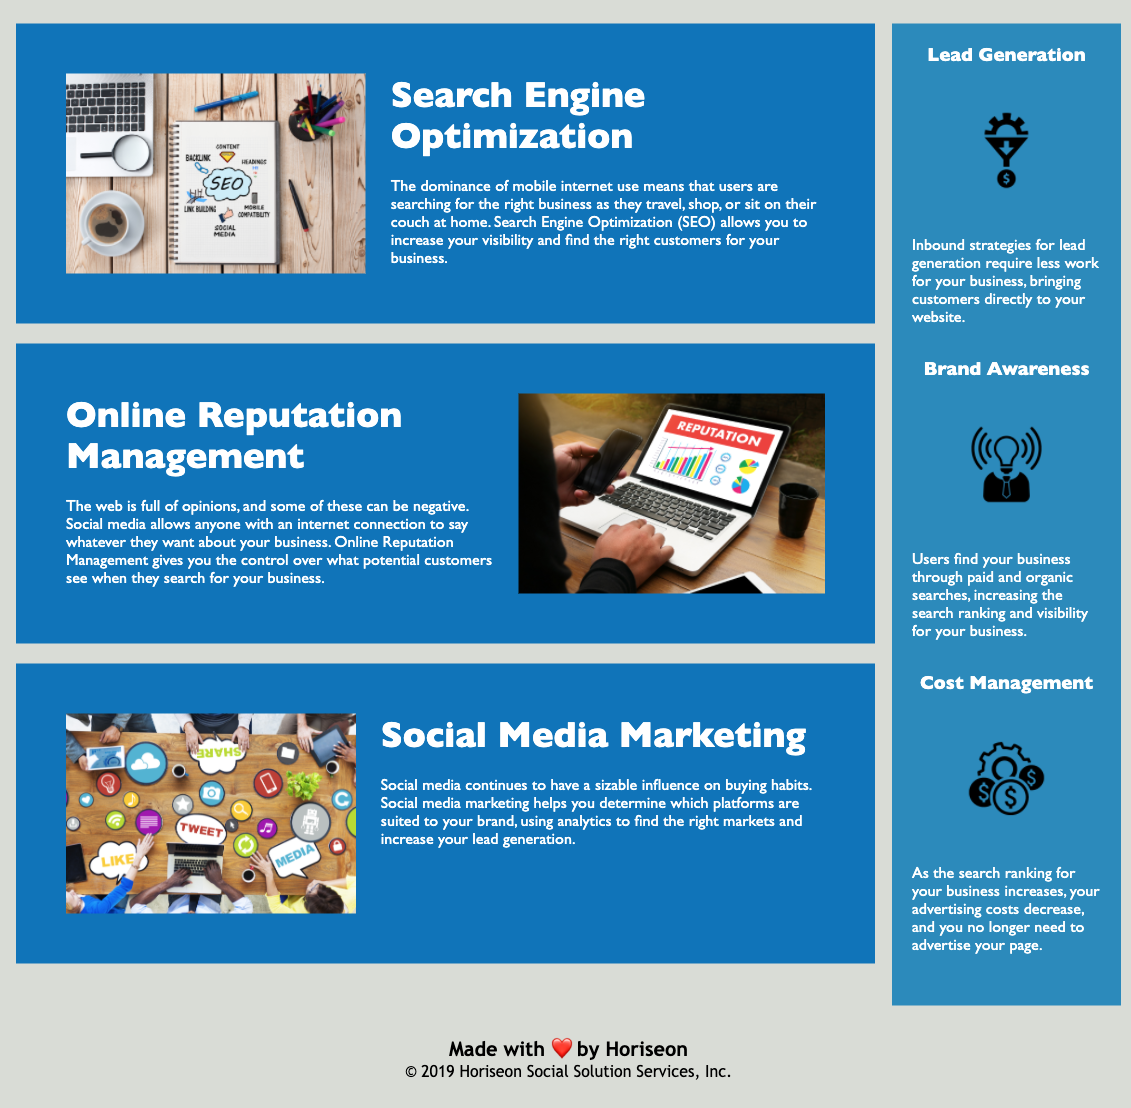 Search Engine
Optimization
The dominance of mobile internet use means that users are
searching for the right business as they travel, shop, or sit on their
couch at home. Search Engine Optimization (SEO) allows you to
increase your visibility and find the right customers for your
business.
CONTENT
BACKLINK
HEADINGS
SEO
LINK BUILDING
MOBILE
COMPATIBILITY
SOCIAL
MEDIA
Online Reputation
Management
The web is full of opinions, and some of these can be negative.
Social media allows anyone with an internet connection to say
whatever they want about your business. Online Reputation
Management gives you the control over what potential customers
see when they search for your business.
REPUTATION
Social Media Marketing
Social media continues to have a sizable influence on buying habits.
Social media marketing helps you determine which platforms are
suited to your brand, using analytics to find the right markets and
increase your lead generation.
SHARE
TWEET
LIKE
MEDIA
Lead Generation
$
Inbound strategies for lead
generation require less work
for your business, bringing
customers directly to your
website.
Brand Awareness
Users find your business
through paid and organic
searches, increasing the
search ranking and visibility
for your business.
Cost Management
$ $ $
As the search ranking for
your business increases, your
advertising costs decrease,
and you no longer need to
advertise your page.
Made with ❤️ by Horiseon
© 2019 Horiseon Social Solution Services, Inc.